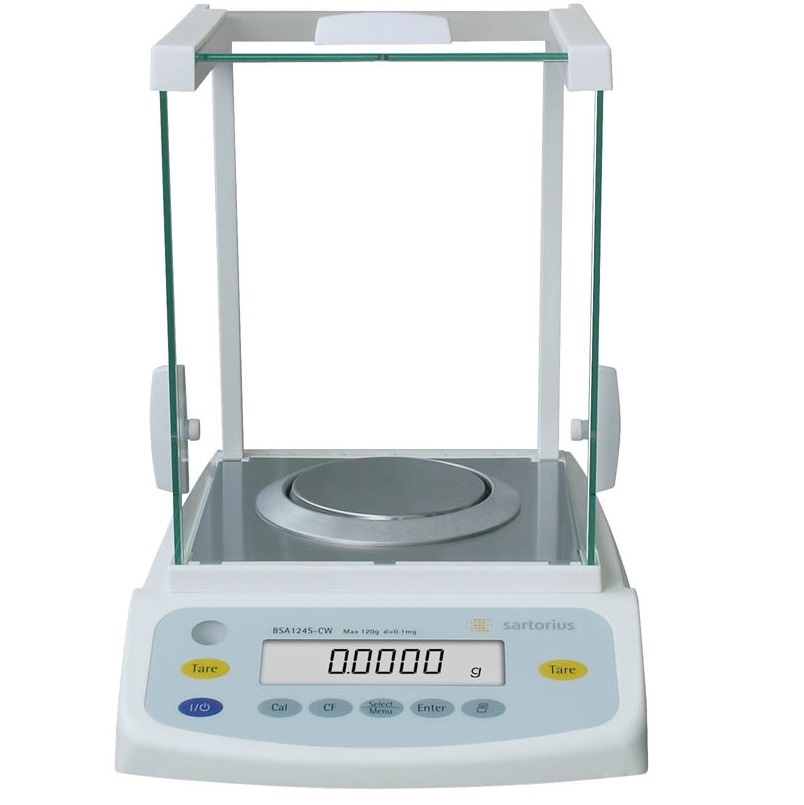 BSA124S-CW Max 120g d=0.1mg sartorius
Tare 0.0000 g Tare
I/⏻ Cal CF Select Menu Enter